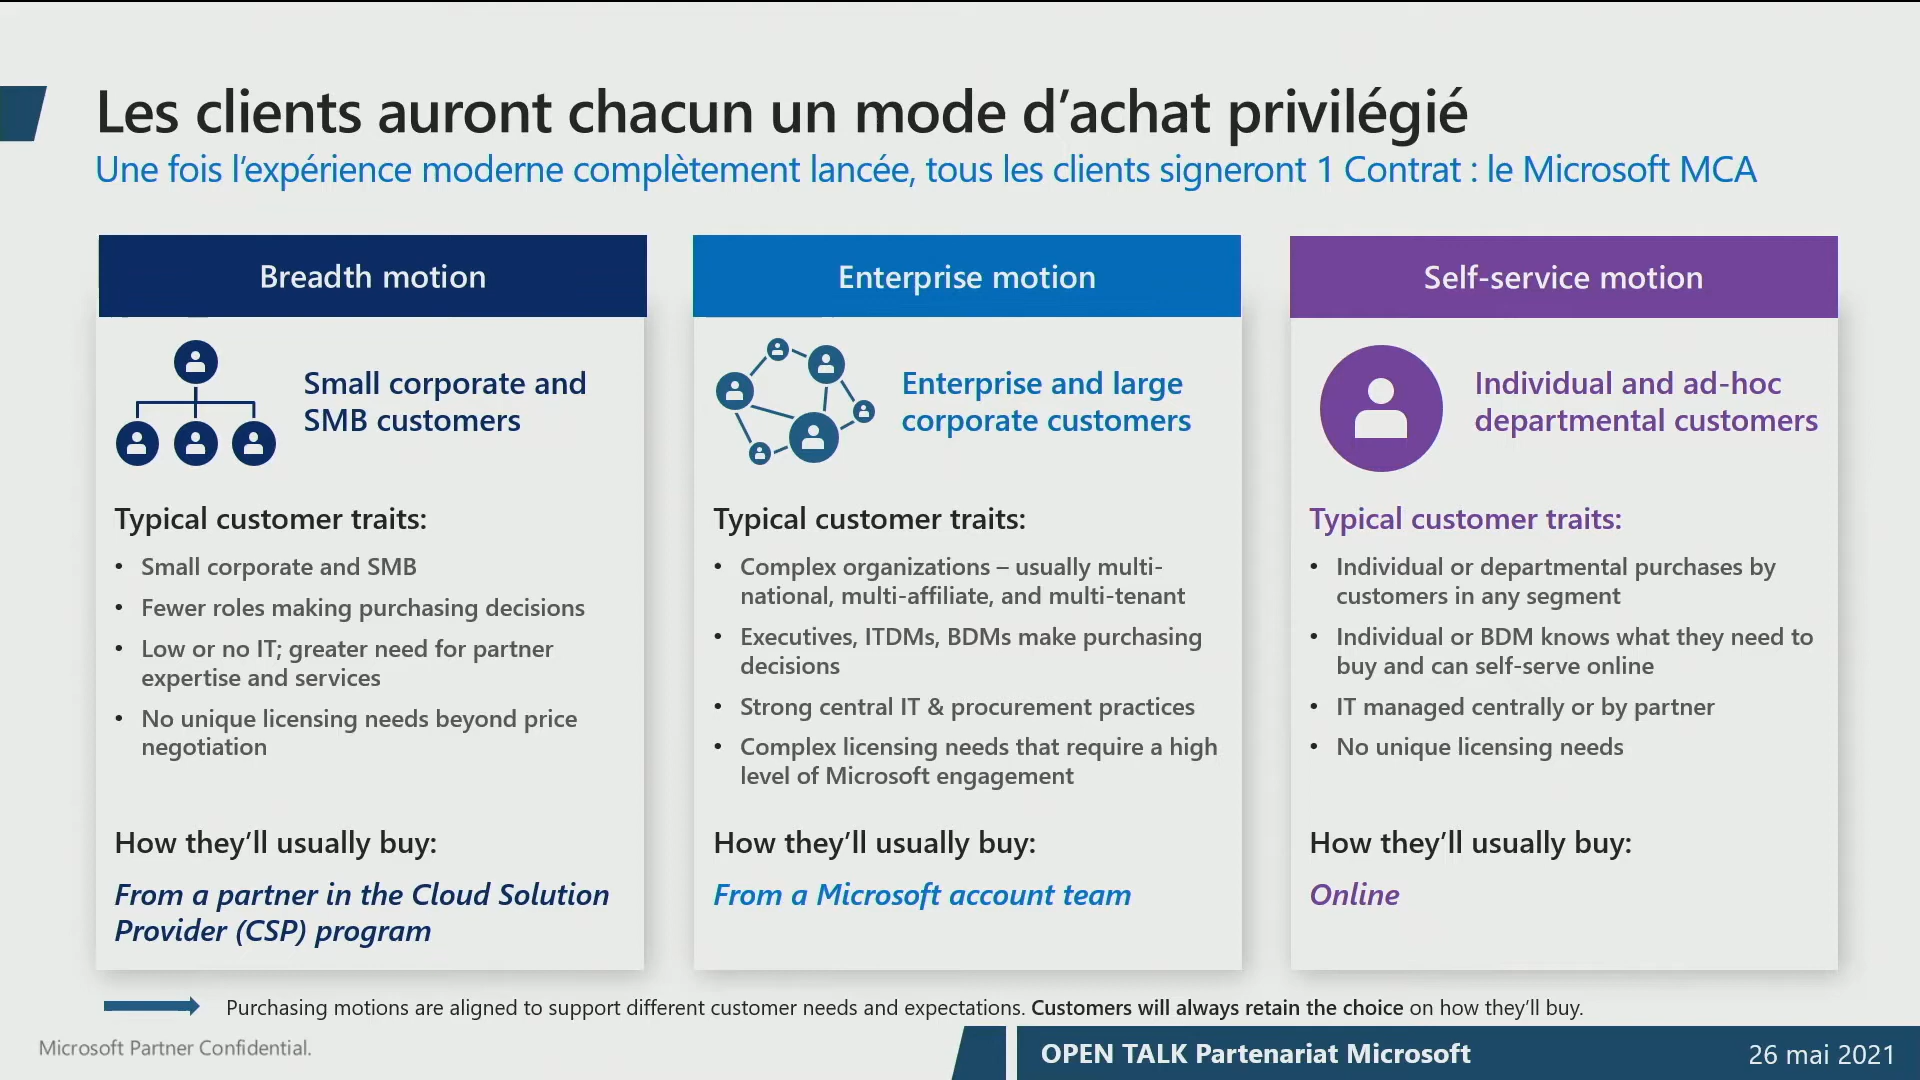 Les clients auront chacun un mode d’achat privilégié
Une fois l’expérience moderne complètement lancée, tous les clients signeront 1 Contrat : le Microsoft MCA
Breadth motion
Small corporate and
SMB customers
Typical customer traits:
• Small corporate and SMB
• Fewer roles making purchasing decisions
• Low or no IT; greater need for partner
expertise and services
• No unique licensing needs beyond price
negotiation
How they’ll usually buy:
From a partner in the Cloud Solution
Provider (CSP) program
Enterprise motion
Enterprise and large
corporate customers
Typical customer traits:
• Complex organizations – usually multi-
national, multi-affiliate, and multi-tenant
• Executives, ITDMs, BDMs make purchasing
decisions
• Strong central IT & procurement practices
• Complex licensing needs that require a high
level of Microsoft engagement
How they’ll usually buy:
From a Microsoft account team
Self-service motion
Individual and ad-hoc
departmental customers
Typical customer traits:
• Individual or departmental purchases by
customers in any segment
• Individual or BDM knows what they need to
buy and can self-serve online
• IT managed centrally or by partner
• No unique licensing needs
How they’ll usually buy:
Online
Purchasing motions are aligned to support different customer needs and expectations. Customers will always retain the choice on how they’ll buy.
Microsoft Partner Confidential.
OPEN TALK Partenariat Microsoft
26 mai 2021